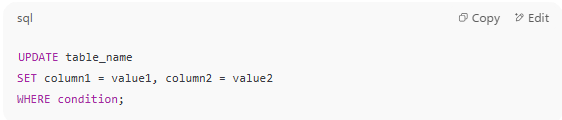 sql
Copy
Edit
UPDATE table_name
SET column1 = value1, column2 = value2
WHERE condition;